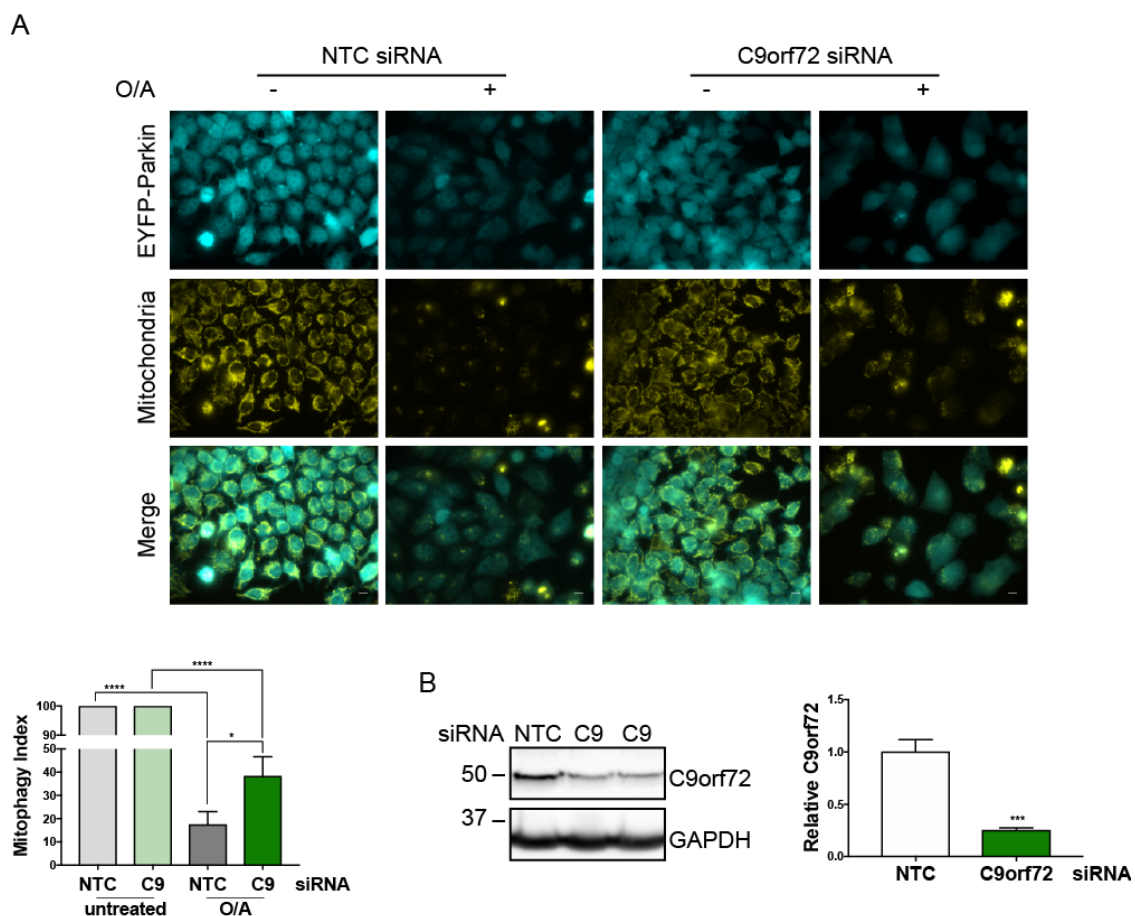 A
NTC siRNA
C9orf72 siRNA
O/A - + - +
EYFP-Parkin
Mitochondria
Merge
Mitophagy Index
100
90
50
40
30
20
10
0
****
****
*
NTC C9 NTC C9 siRNA
untreated O/A
B
siRNA NTC C9 C9
50
C9orf72
37
GAPDH
Relative C9orf72
1.5
1.0
0.5
0.0
***
NTC C9orf72 siRNA